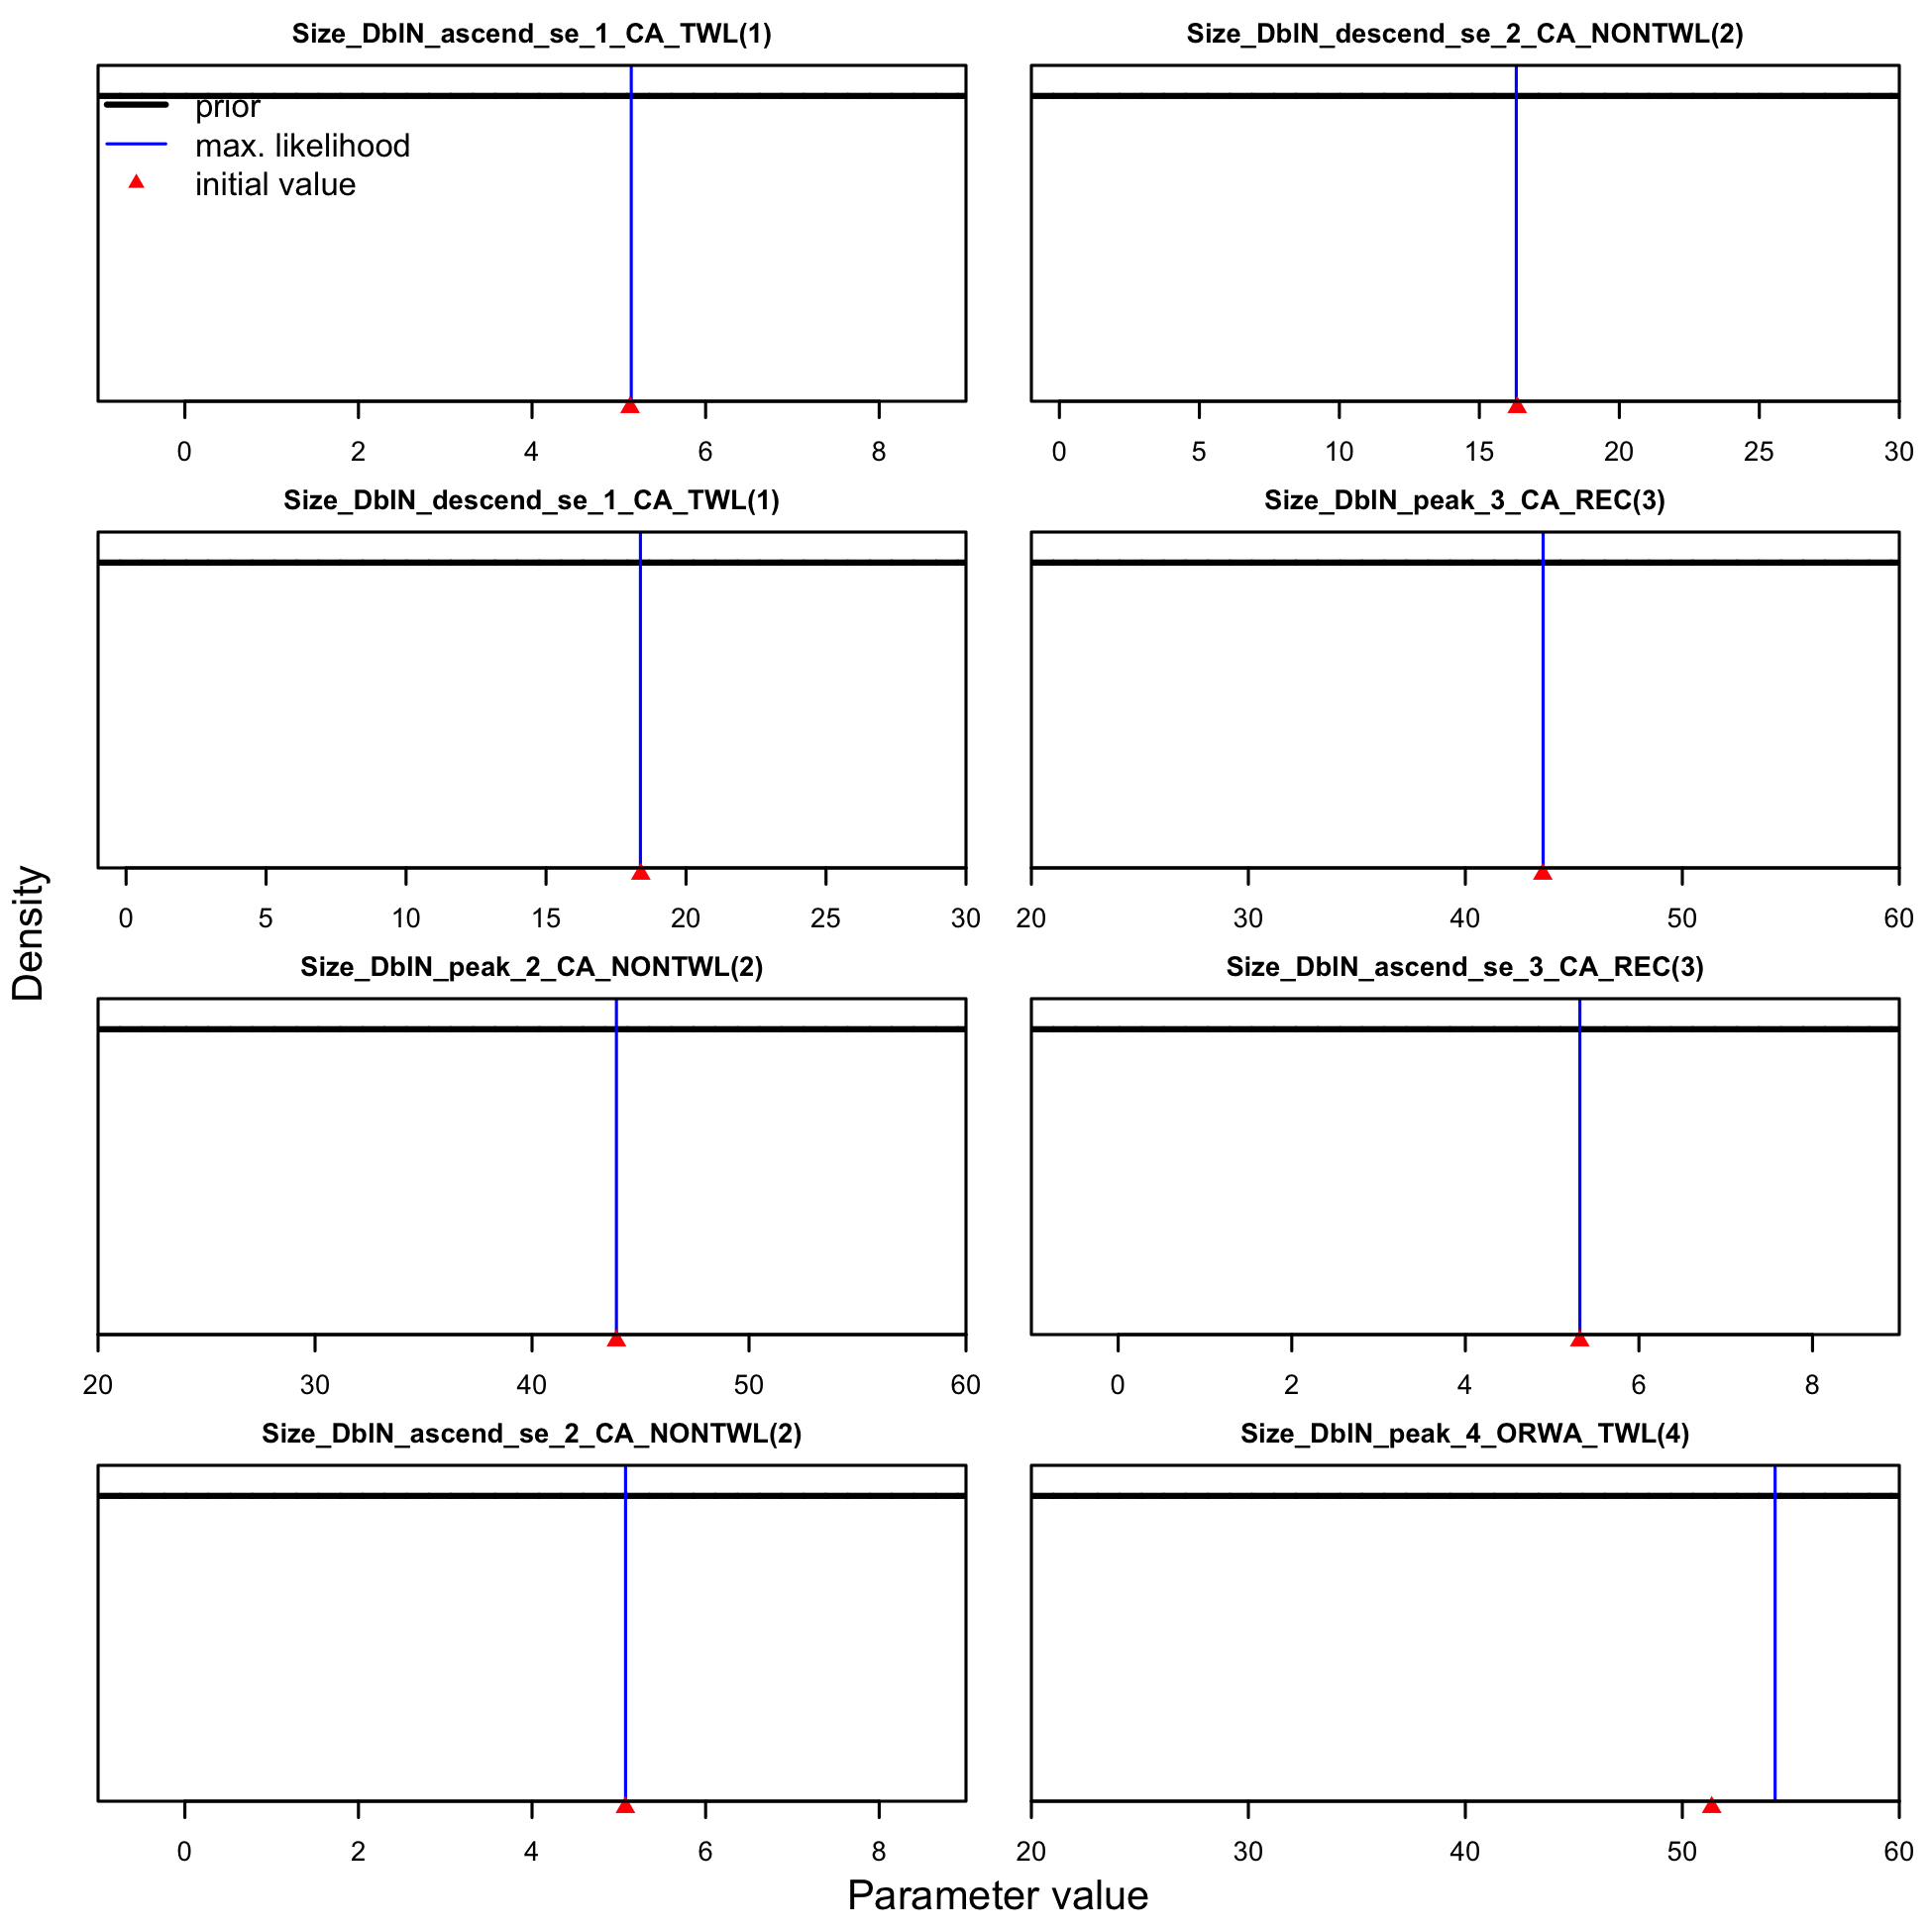 Size_DblN_ascend_se_1_CA_TWL(1)
prior
max. likelihood
initial value
0 2 4 6 8
Size_DblN_descend_se_2_CA_NONTWL(2)
0 5 10 15 20 25 30
Size_DblN_descend_se_1_CA_TWL(1)
0 5 10 15 20 25 30
Size_DblN_peak_3_CA_REC(3)
20 30 40 50 60
Size_DblN_peak_2_CA_NONTWL(2)
20 30 40 50 60
Size_DblN_ascend_se_3_CA_REC(3)
0 2 4 6 8
Size_DblN_ascend_se_2_CA_NONTWL(2)
0 2 4 6 8
Size_DblN_peak_4_ORWA_TWL(4)
20 30 40 50 60
Density
Parameter value